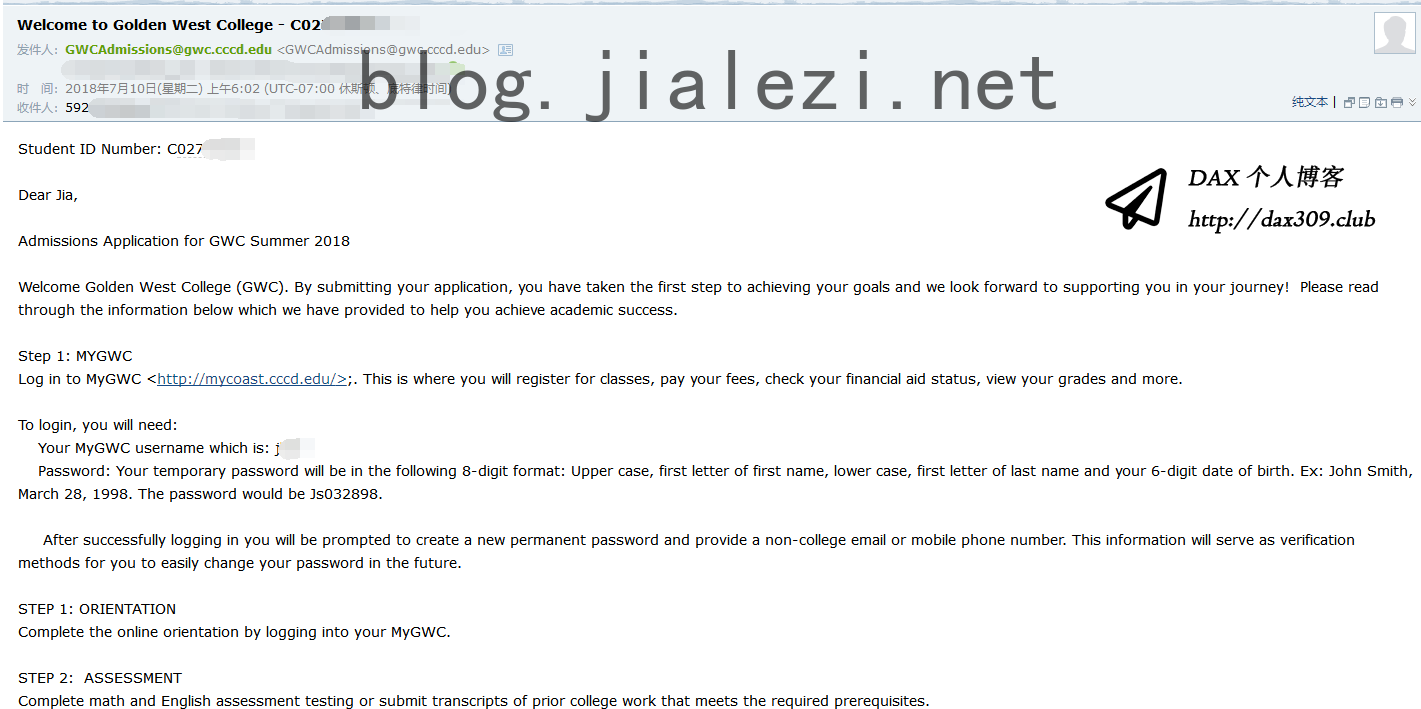 Welcome to Golden West College - C02
发件人: GWCAdmissions@gwc.cccd.edu <GWCAdmissions@gwc.cccd.edu>
时 间: 2018年7月10日(星期二) 上午6:02 (UTC-07:00 休斯顿、底特律时间)
收件人: 592
纯文本 |
blog.jialezi.net
Student ID Number: C027
DAX 个人博客
http://dax309.club
Dear Jia,
Admissions Application for GWC Summer 2018
Welcome Golden West College (GWC). By submitting your application, you have taken the first step to achieving your goals and we look forward to supporting you in your journey!  Please read
through the information below which we have provided to help you achieve academic success.
Step 1: MYGWC
Log in to MyGWC <http://mycoast.cccd.edu/>;. This is where you will register for classes, pay your fees, check your financial aid status, view your grades and more.
To login, you will need:
Your MyGWC username which is: j
Password: Your temporary password will be in the following 8-digit format: Upper case, first letter of first name, lower case, first letter of last name and your 6-digit date of birth. Ex: John Smith,
March 28, 1998. The password would be Js032898.
After successfully logging in you will be prompted to create a new permanent password and provide a non-college email or mobile phone number. This information will serve as verification
methods for you to easily change your password in the future.
STEP 1: ORIENTATION
Complete the online orientation by logging into your MyGWC.
STEP 2:  ASSESSMENT
Complete math and English assessment testing or submit transcripts of prior college work that meets the required prerequisites.